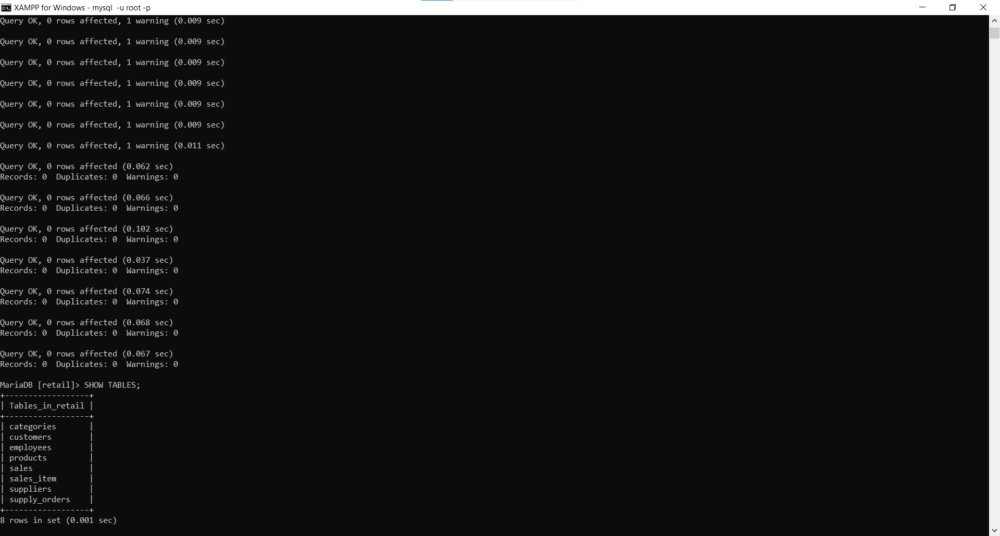 XAMPP for Windows - mysql  -u root -p
Query OK, 0 rows affected, 1 warning (0.009 sec)
Query OK, 0 rows affected, 1 warning (0.009 sec)
Query OK, 0 rows affected, 1 warning (0.009 sec)
Query OK, 0 rows affected, 1 warning (0.009 sec)
Query OK, 0 rows affected, 1 warning (0.009 sec)
Query OK, 0 rows affected, 1 warning (0.009 sec)
Query OK, 0 rows affected, 1 warning (0.011 sec)
Query OK, 0 rows affected (0.062 sec)
Records: 0  Duplicates: 0  Warnings: 0
Query OK, 0 rows affected (0.066 sec)
Records: 0  Duplicates: 0  Warnings: 0
Query OK, 0 rows affected (0.102 sec)
Records: 0  Duplicates: 0  Warnings: 0
Query OK, 0 rows affected (0.037 sec)
Records: 0  Duplicates: 0  Warnings: 0
Query OK, 0 rows affected (0.074 sec)
Records: 0  Duplicates: 0  Warnings: 0
Query OK, 0 rows affected (0.068 sec)
Records: 0  Duplicates: 0  Warnings: 0
Query OK, 0 rows affected (0.067 sec)
Records: 0  Duplicates: 0  Warnings: 0
MariaDB [retail]> SHOW TABLES;
+------------------+
| Tables_in_retail |
+------------------+
| categories       |
| customers        |
| employees        |
| products         |
| sales            |
| sales_item       |
| suppliers        |
| supply_orders    |
+------------------+
8 rows in set (0.001 sec)